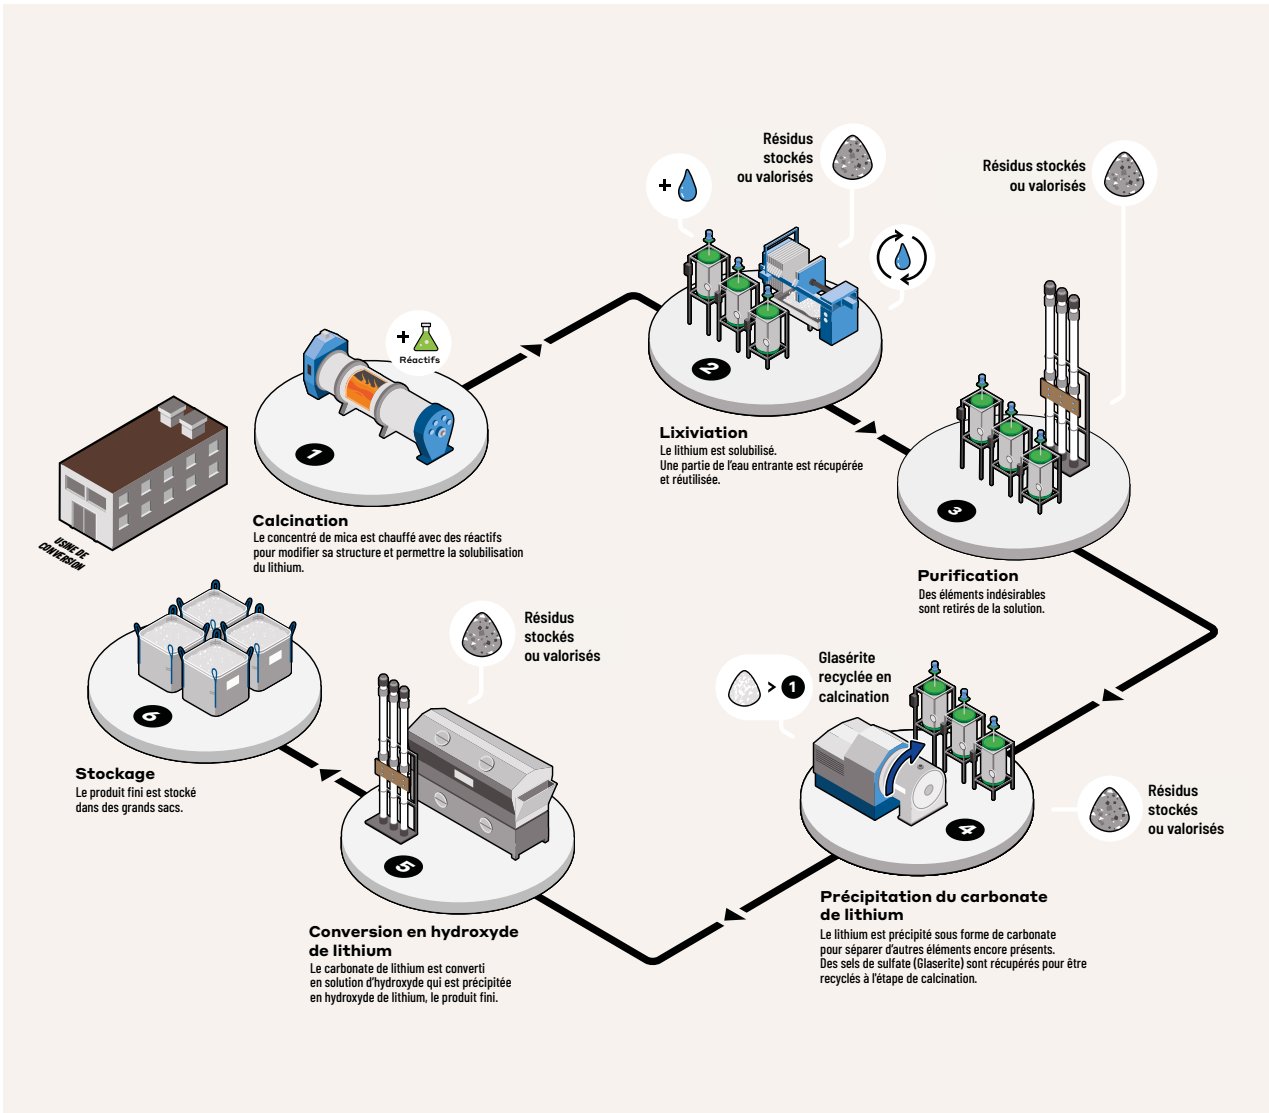 USINE DE
CONVERSION
+
Réactifs
1
Calcination
Le concentré de mica est chauffé avec des réactifs
pour modifier sa structure et permettre la solubilisation
du lithium.
+
Résidus
stockés
ou valorisés
2
Lixiviation
Le lithium est solubilisé.
Une partie de l'eau entrante est récupérée
et réutilisée.
Résidus stockés
ou valorisés
3
Purification
Des éléments indésirables
sont retirés de la solution.
> 1
Glasérite
recyclée en
calcination
Résidus
stockés
ou valorisés
4
Précipitation du carbonate
de lithium
Le lithium est précipité sous forme de carbonate
pour séparer d'autres éléments encore présents.
Des sels de sulfate (Glaserite) sont récupérés pour être
recyclés à l'étape de calcination.
Résidus
stockés
ou valorisés
5
Conversion en hydroxyde
de lithium
Le carbonate de lithium est converti
en solution d'hydroxyde qui est précipitée
en hydroxyde de lithium, le produit fini.
6
Stockage
Le produit fini est stocké
dans des grands sacs.